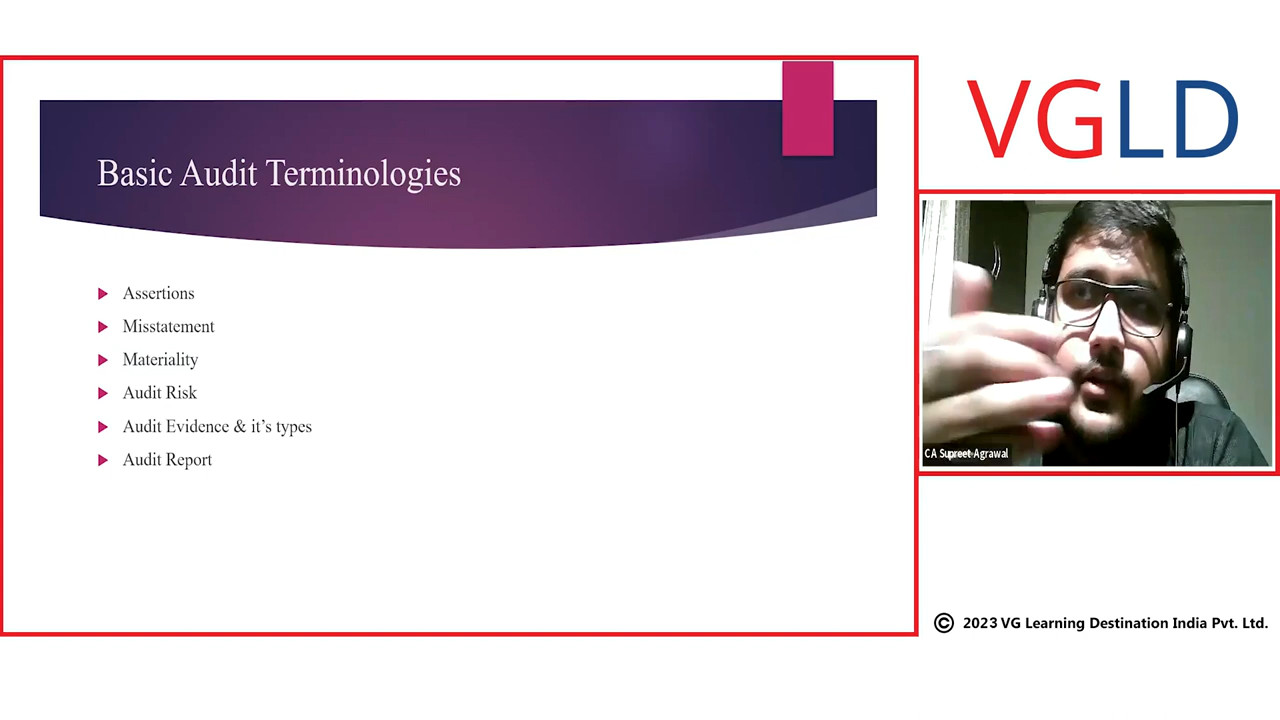 Basic Audit Terminologies
Assertions
Misstatement
Materiality
Audit Risk
Audit Evidence & it’s types
Audit Report
VGLD
CA Supreet Agrawal
© 2023 VG Learning Destination India Pvt. Ltd.